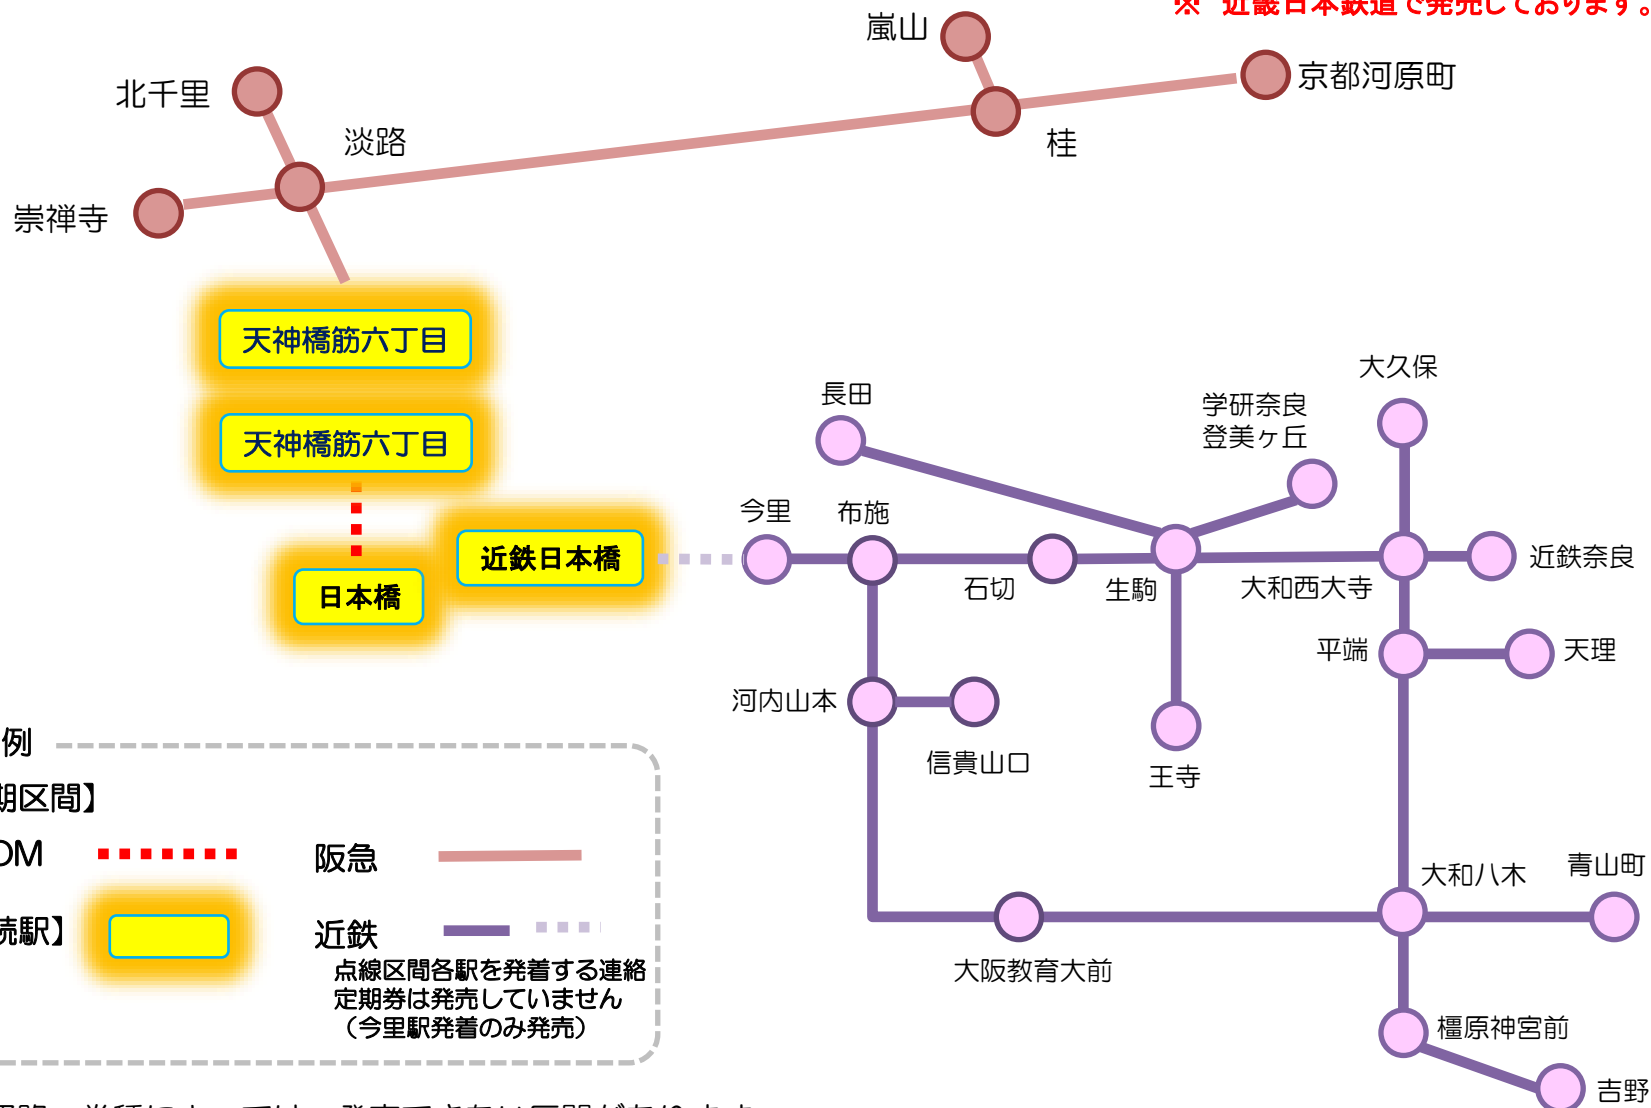 ※ 近畿日本鉄道で発売しております。
嵐山
京都河原町
北千里
淡路
桂
崇禅寺
天神橋筋六丁目
天神橋筋六丁目
日本橋
近鉄日本橋
長田
学研奈良
登美ヶ丘
大久保
今里
布施
石切
生駒
大和西大寺
近鉄奈良
平端
天理
河内山本
信貴山口
王寺
大和八木
青山町
大阪教育大前
橿原神宮前
吉野
例
期区間】
OM
阪急
続駅】
近鉄
点線区間各駅を発着する連絡
定期券は発売していません
（今里駅発着のみ発売）